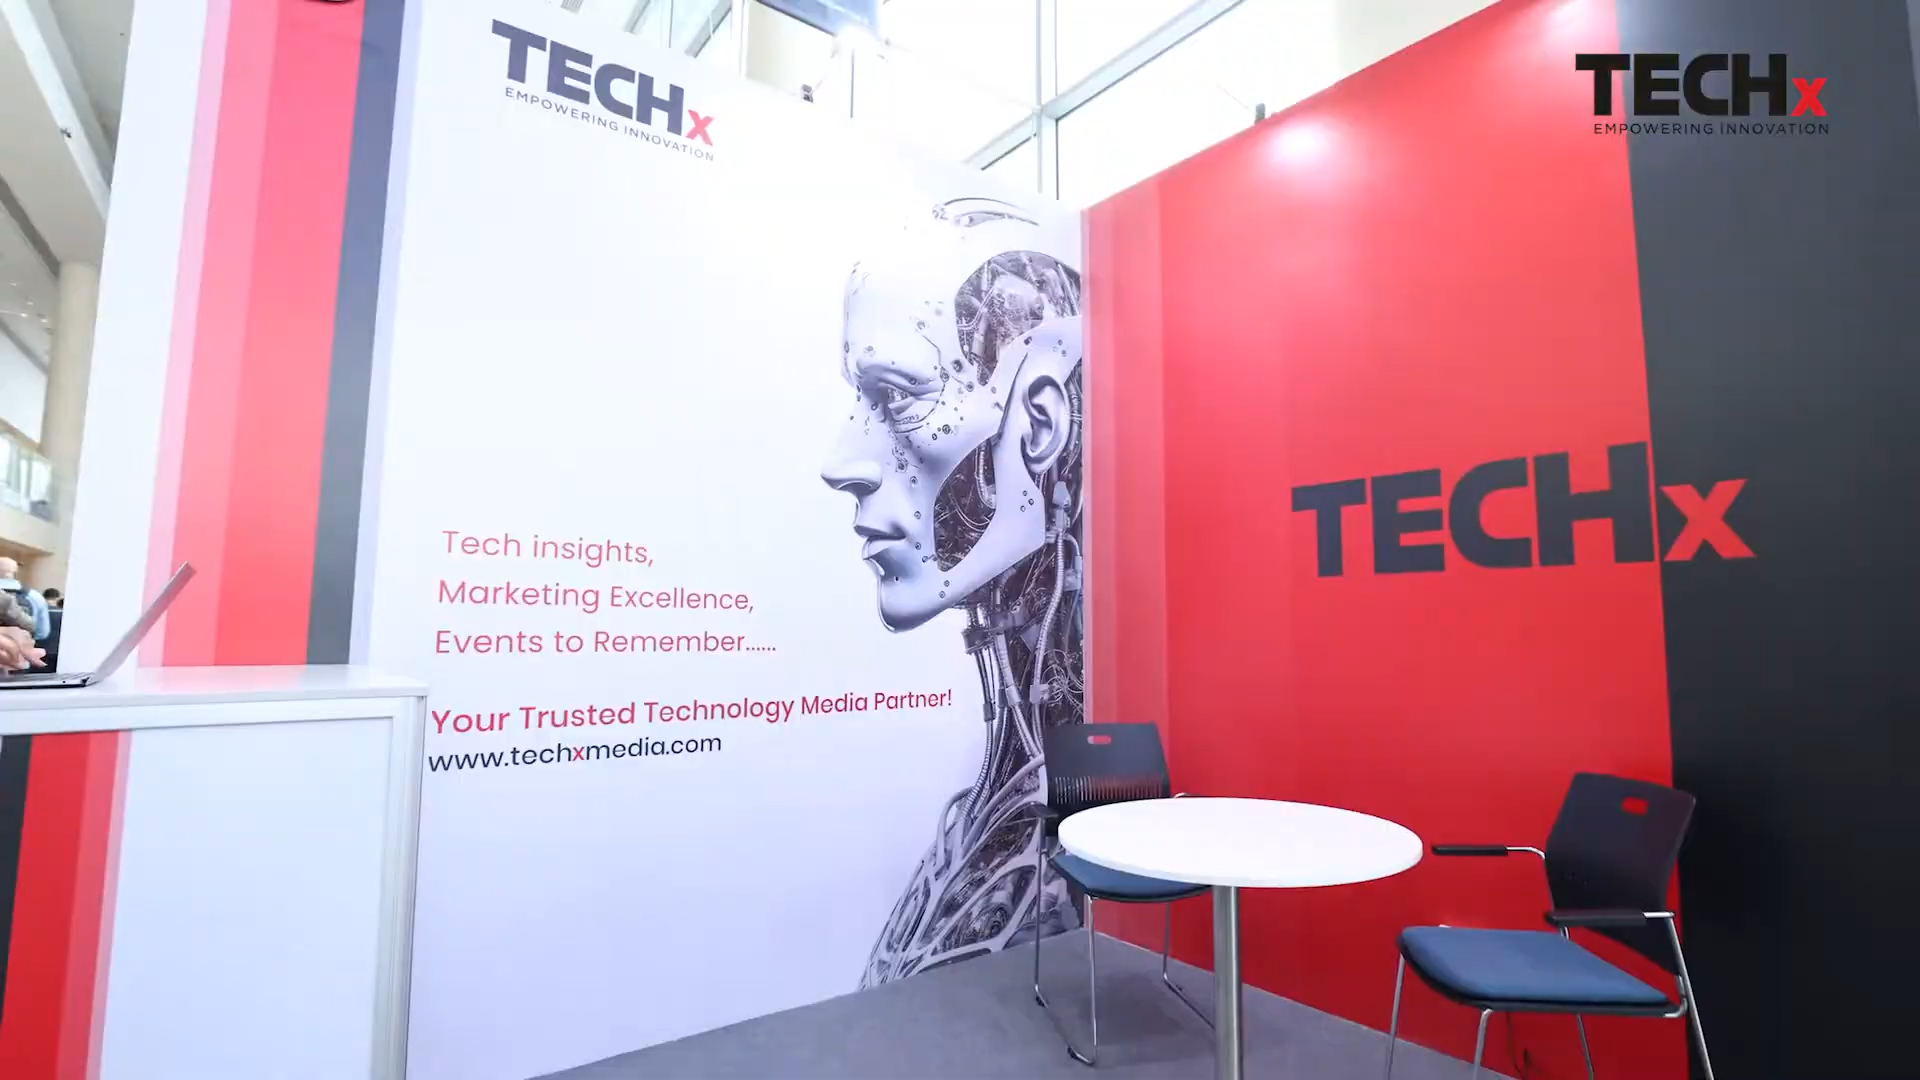 TECHx
EMPOWERING INNOVATION
Tech insights,
Marketing Excellence,
Events to Remember......
Your Trusted Technology Media Partner!
www.techxmedia.com
TECHx
TECHx
EMPOWERING INNOVATION